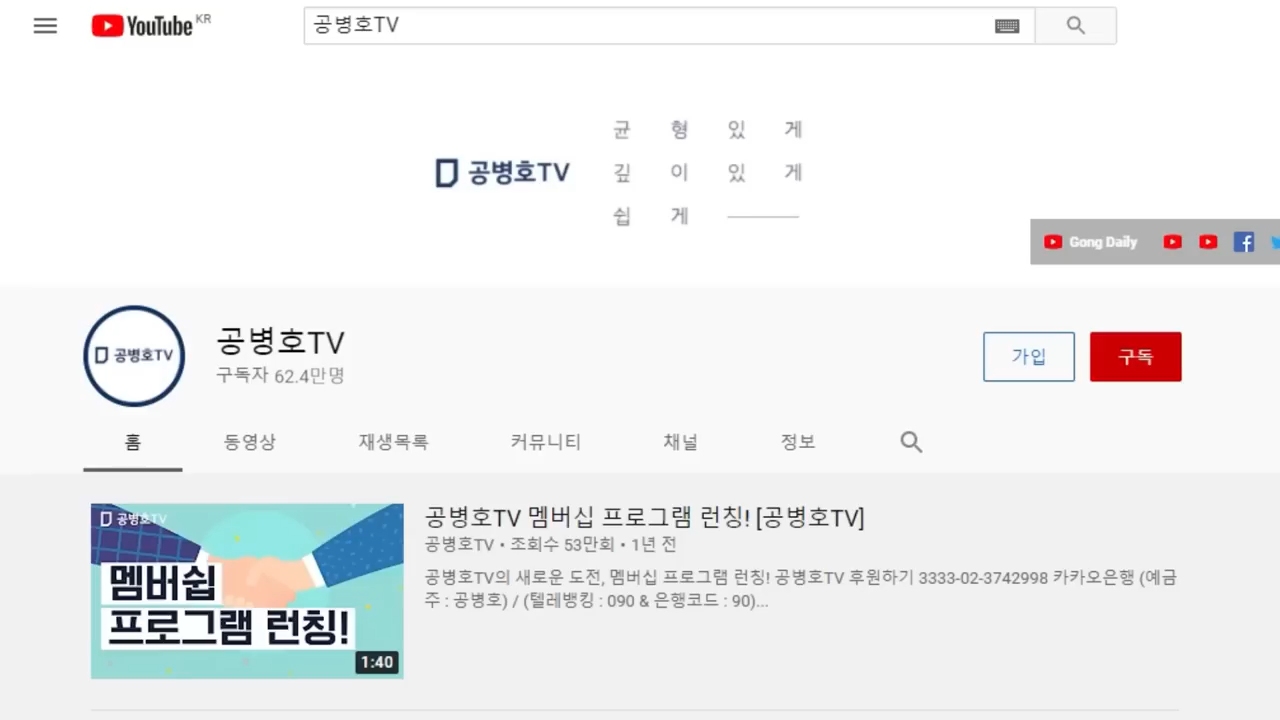 YouTube KR
공병호TV
공병호TV
균 형 있 게
깊 이 있 게
쉽 게
Gong Daily
공병호TV
공병호TV
구독자 62.4만명
가입
구독
홈 동영상 재생목록 커뮤니티 채널 정보
공병호TV
멤버쉽
프로그램 런칭!
1:40
공병호TV 멤버십 프로그램 런칭! [공병호TV]
공병호TV • 조회수 53만회 • 1년 전
공병호TV의 새로운 도전, 멤버십 프로그램 런칭! 공병호TV 후원하기 3333-02-3742998 카카오은행 (예금
주 : 공병호) / (텔레뱅킹 : 090 & 은행코드 : 90)...